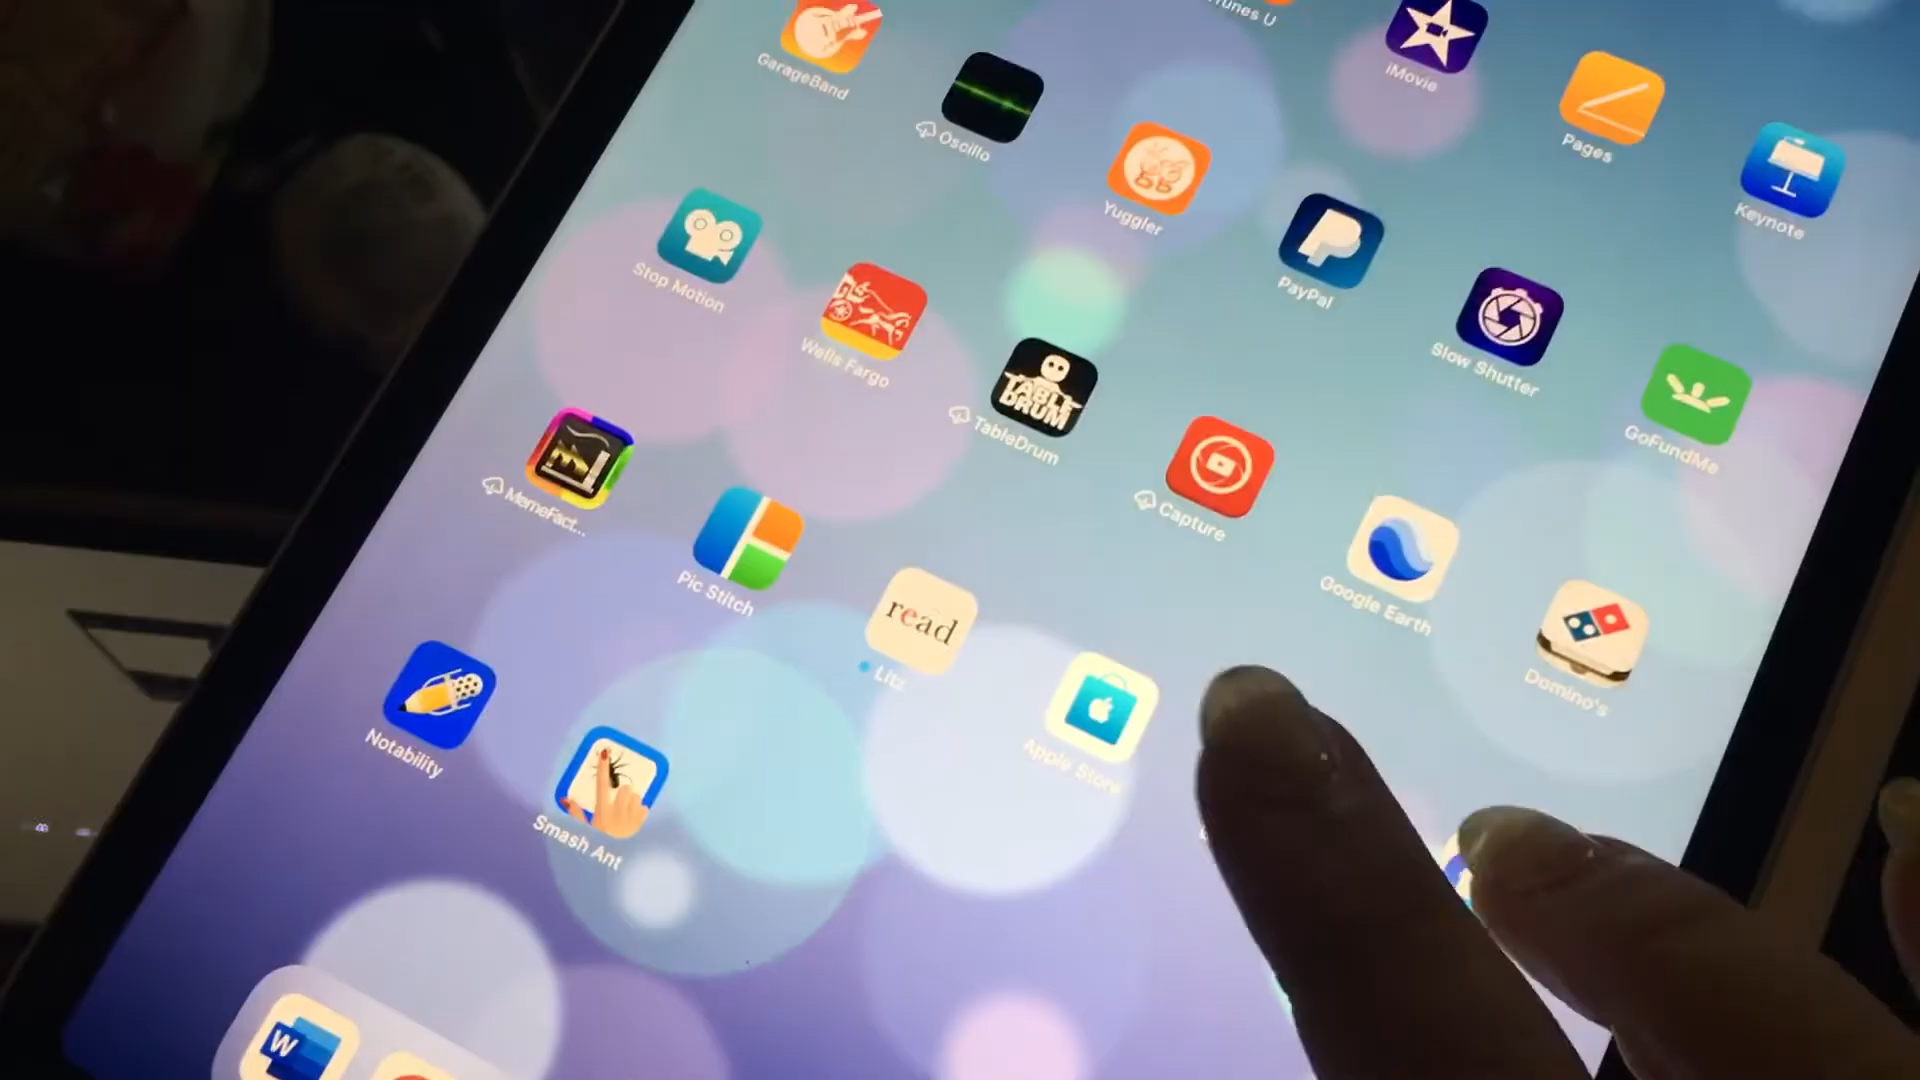 iTunes U
iMovie
Pages
Keynote
GarageBand
Oscillo
Yuggler
PayPal
Slow Shutter
GoFundMe
Stop Motion
Wells Fargo
TABLE
DRUM
TableDrum
Capture
Google Earth
Domino's
MemeFact...
Pic Stitch
read
Litz
Apple Store
Notability
Smash Ant
W